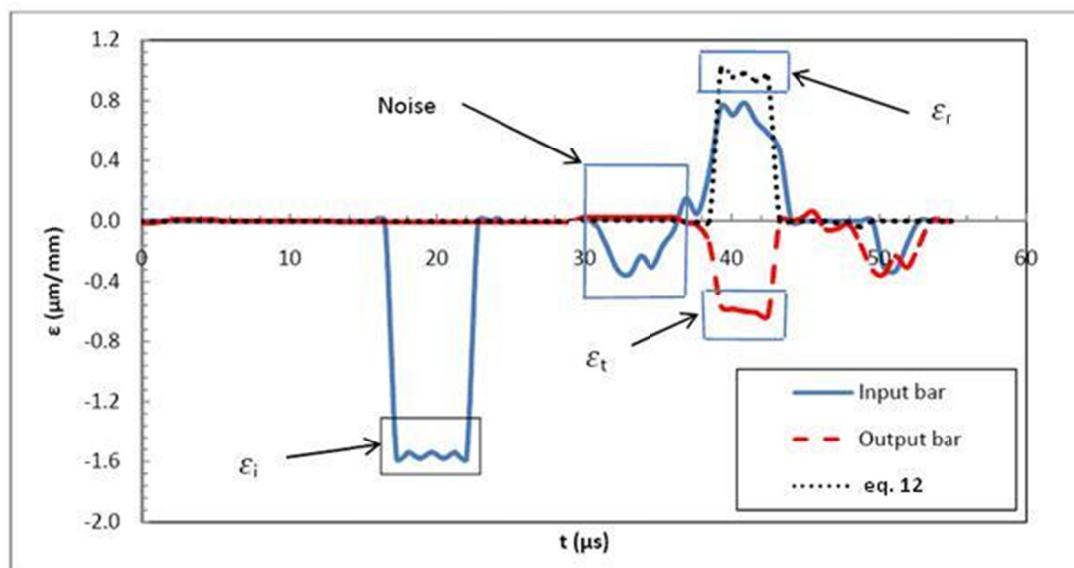 1.2
0.8
0.4
0.0
-0.4
-0.8
-1.2
-1.6
-2.0
ε (μm/mm)
0 10 20 30 40 50 60
t (μs)
Noise
εr
εt
εi
Input bar
Output bar
eq. 12